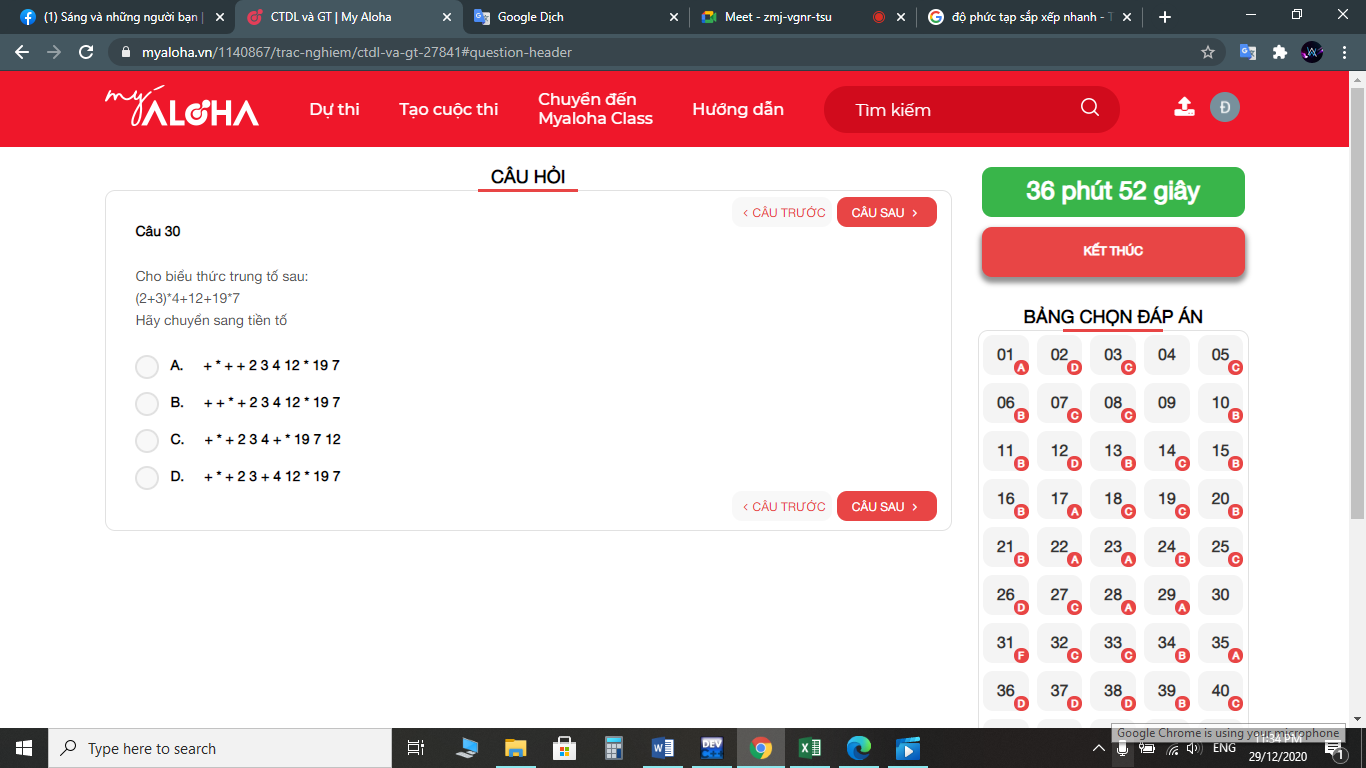 (1) Sáng và những người bạn |
CTDL và GT | My Aloha
Google Dịch
Meet - zmj-vgnr-tsu
độ phức tạp sắp xếp nhanh - T
myaloha.vn/1140867/trac-nghiem/ctdl-va-gt-27841#question-header
my ALOHA
Dự thi
Tạo cuộc thi
Chuyển đến
Myaloha Class
Hướng dẫn
Tìm kiếm
Đ
CÂU HỎI
‹ CÂU TRƯỚC
CÂU SAU ›
Câu 30
Cho biểu thức trung tố sau:
(2+3)*4+12+19*7
Hãy chuyển sang tiền tố
A. + * + + 2 3 4 12 * 19 7
B. + + * + 2 3 4 12 * 19 7
C. + * + 2 3 4 + * 19 7 12
D. + * + 2 3 + 4 12 * 19 7
‹ CÂU TRƯỚC
CÂU SAU ›
36 phút 52 giây
KẾT THÚC
BẢNG CHỌN ĐÁP ÁN
01 A 02 D 03 C 04 05 C
06 B 07 C 08 C 09 10 B
11 B 12 D 13 B 14 C 15 B
16 B 17 A 18 C 19 C 20 B
21 B 22 A 23 A 24 B 25 C
26 D 27 C 28 A 29 A 30
31 F 32 C 33 C 34 B 35 A
36 D 37 D 38 D 39 B 40 C
Google Chrome is using your microphone
Type here to search
DEV
ENG
11:34 PM
29/12/2020
1